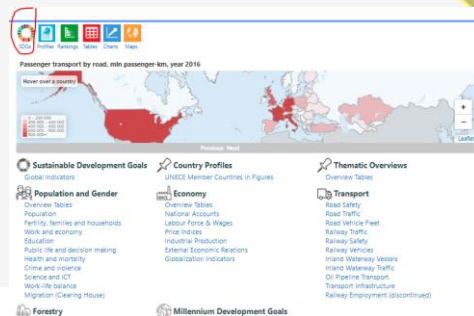 SDGs Profiles Rankings Tables Charts Maps
Passenger transport by road, mln passenger-km, year 2016
Hover over a country
+
−
Leaflet
Previous Next
Sustainable Development Goals
Global Indicators
Country Profiles
UNECE Member Countries in Figures
Thematic Overviews
Overview Tables
Population and Gender
Overview Tables
Population
Fertility, families and households
Work and economy
Education
Public life and decision making
Health and mortality
Crime and violence
Science and ICT
Work-life balance
Migration (Clearing House)
Economy
Overview Tables
National Accounts
Labour Force & Wages
Price Indices
Industrial Production
External Economic Relations
Globalization Indicators
Transport
Road Safety
Road Traffic
Road Vehicle Fleet
Railway Traffic
Railway Safety
Railway Vehicles
Inland Waterway Vessels
Inland Waterway Traffic
Oil Pipeline Transport
Transport Infrastructure
Railway Employment (discontinued)
Forestry
Millennium Development Goals